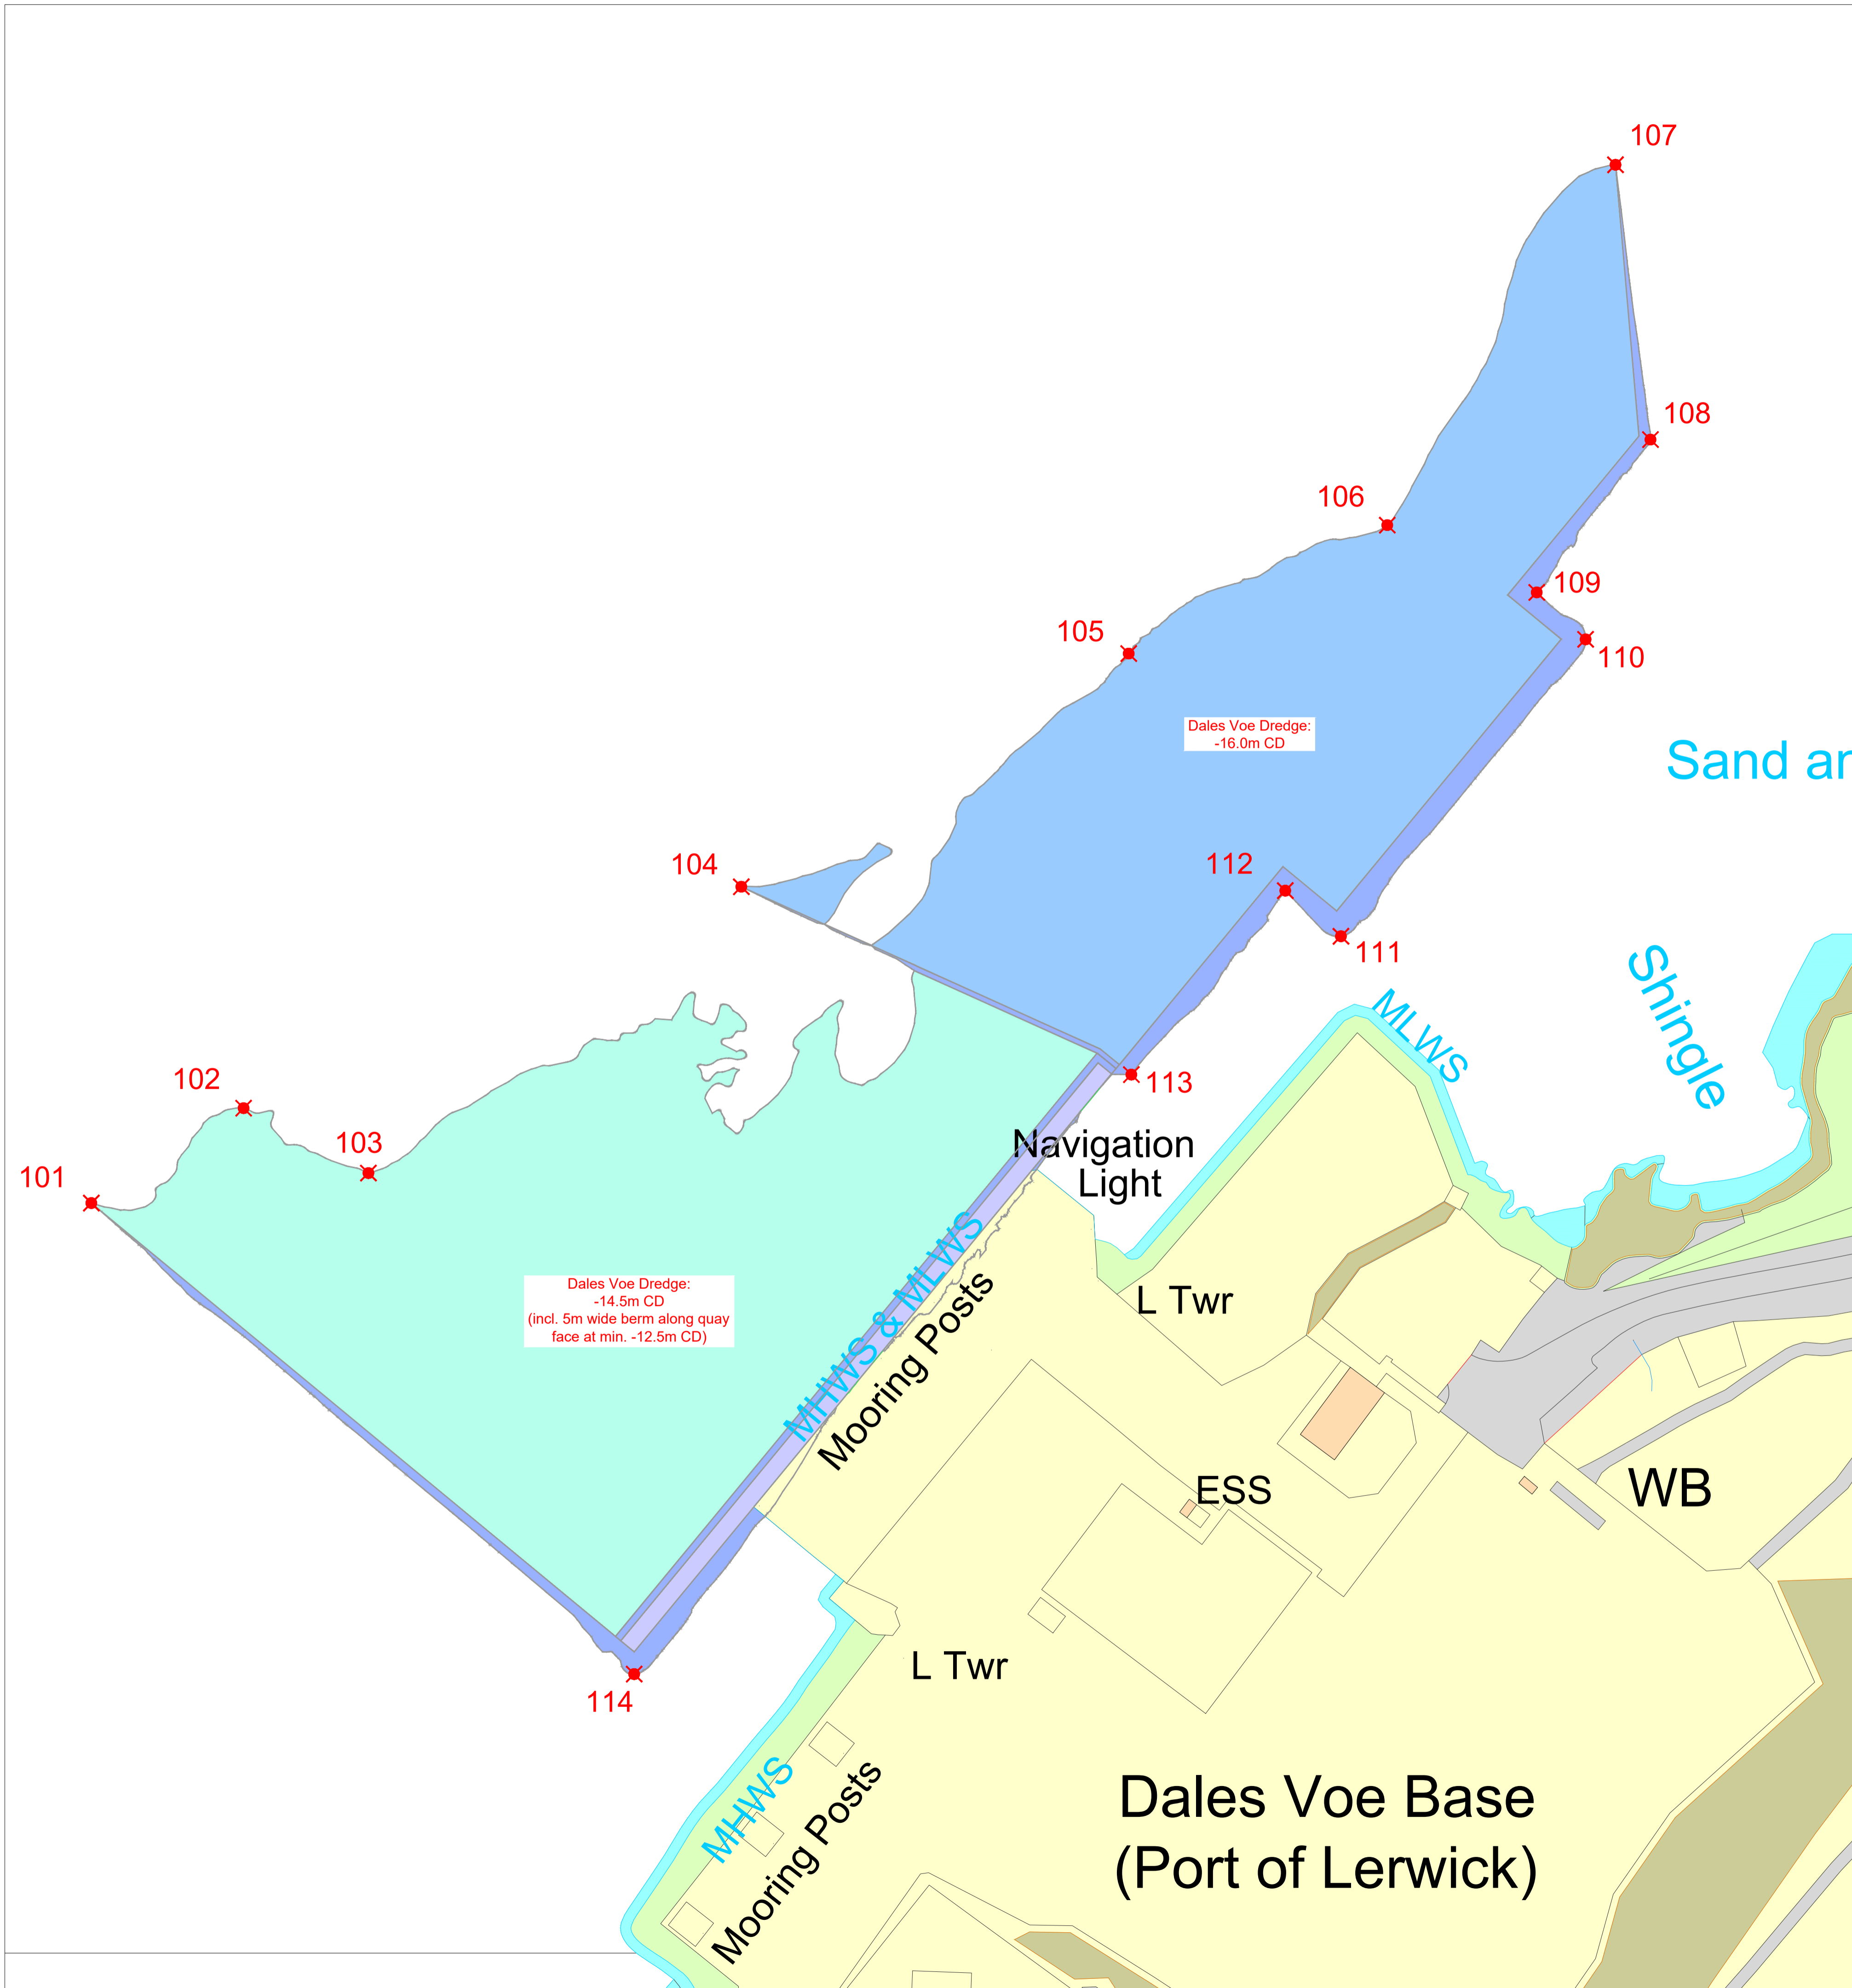 107
108
106
109
105
110
Dales Voe Dredge:
-16.0m CD
Sand ar
104
112
111
Shingle
MLWS
102
113
103
Navigation
Light
101
Dales Voe Dredge:
-14.5m CD
(incl. 5m wide berm along quay
face at min. -12.5m CD)
MHWS & MLWS
Mooring Posts
L Twr
ESS
WB
L Twr
114
MHWS
Mooring Posts
Dales Voe Base
(Port of Lerwick)